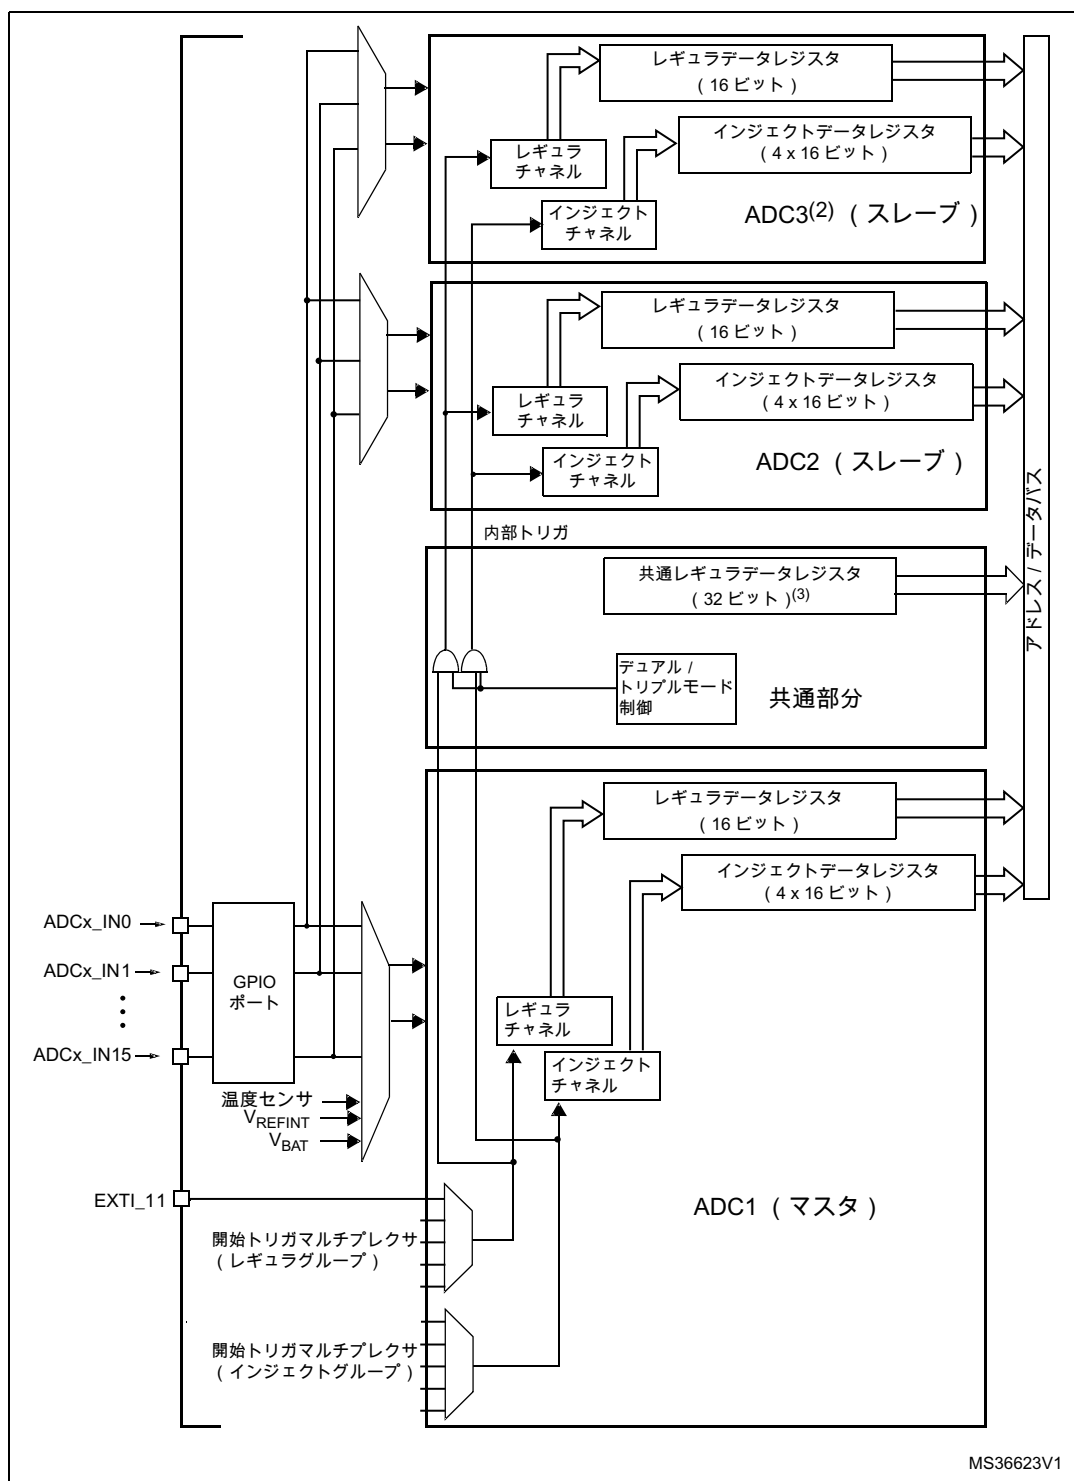 レギュラデータレジスタ
( 16 ビット )
インジェクトデータレジスタ
( 4 x 16 ビット )
レギュラ
チャネル
インジェクト
チャネル
ADC3(2) ( スレーブ )
レギュラデータレジスタ
( 16 ビット )
インジェクトデータレジスタ
( 4 x 16 ビット )
レギュラ
チャネル
インジェクト
チャネル
ADC2 ( スレーブ )
アドレス / データバス
内部トリガ
共通レギュラデータレジスタ
( 32 ビット )(3)
デュアル /
トリプルモード
制御
共通部分
レギュラデータレジスタ
( 16 ビット )
インジェクトデータレジスタ
( 4 x 16 ビット )
ADCx_IN0
ADCx_IN1
ADCx_IN15
GPIO
ポート
レギュラ
チャネル
インジェクト
チャネル
温度センサ
VREFINT
VBAT
EXTI_11
ADC1 ( マスタ )
開始トリガマルチプレクサ
( レギュラグループ )
開始トリガマルチプレクサ
( インジェクトグループ )
MS36623V1